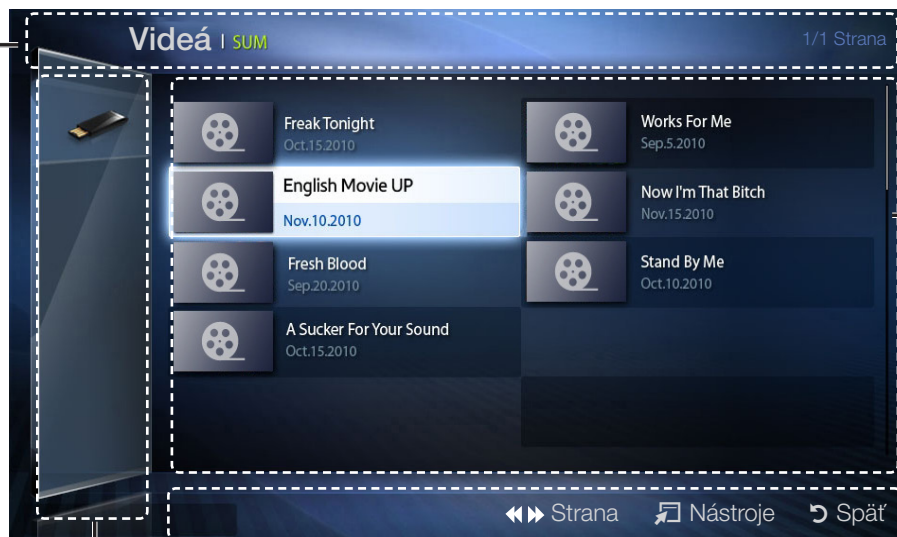 Videá | SUM
1/1 Strana
Freak Tonight
Oct.15.2010
Works For Me
Sep.5.2010
English Movie UP
Nov.10.2010
Now I'm That Bitch
Nov.15.2010
Fresh Blood
Sep.20.2010
Stand By Me
Oct.10.2010
A Sucker For Your Sound
Oct.15.2010
Strana Nástroje Späť